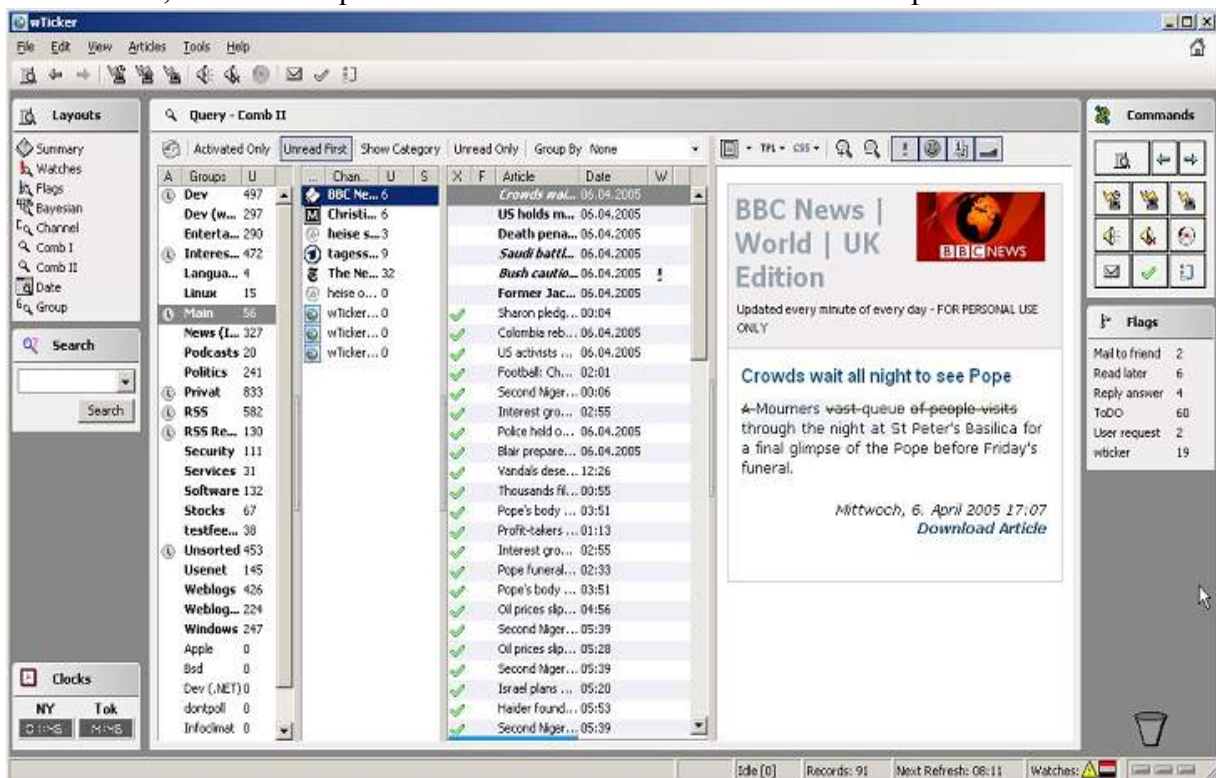 wTicker
File Edit View Articles Tools Help
Layouts
Summary
Watches
Flags
Bayesian
Channel
Comb I
Comb II
Date
Group
Search
Search
Clocks
NY Tok
Query - Comb II
Activated Only Unread First Show Category Unread Only Group By None
TPL CSS
A Groups U
Dev 497
Dev (w... 297
Enterta... 290
Interes... 472
Langua... 4
Linux 15
Main 56
News (I... 327
Podcasts 20
Politics 241
Privat 833
RSS 582
RSS Re... 130
Security 111
Services 31
Software 132
Stocks 67
testfee... 38
Unsorted 453
Usenet 145
Weblogs 426
Weblog... 224
Windows 247
Apple 0
Bsd 0
Dev (.NET) 0
dontpoll 0
Infoclimat 0
... Chan... U S
BBC Ne... 6
Christi... 6
heise s... 3
tagess... 9
The Ne... 32
heise o... 0
wTicker... 0
wTicker... 0
wTicker... 0
X F Article Date W
Crowds wai... 06.04.2005
US holds m... 06.04.2005
Death pena... 06.04.2005
Saudi battl... 06.04.2005
Bush cautio... 06.04.2005 !
Former Jac... 06.04.2005
Sharon pledg... 00:04
Colombia reb... 06.04.2005
US activists ... 06.04.2005
Football: Ch... 02:01
Second Niger... 00:06
Interest gro... 02:55
Police held o... 06.04.2005
Blair prepare... 06.04.2005
Vandals dese... 12:26
Thousands fil... 00:55
Pope's body ... 03:51
Profit-takers ... 01:13
Interest gro... 02:55
Pope funeral... 02:33
Pope's body ... 03:51
Oil prices slip... 04:56
Second Niger... 05:39
Oil prices slip... 05:28
Second Niger... 05:39
Israel plans ... 05:20
Haider found... 05:53
Second Niger... 05:39
BBC News |
World | UK
Edition
BBC NEWS
Updated every minute of every day - FOR PERSONAL USE
ONLY
Crowds wait all night to see Pope
A Mourners vast queue of people visits
through the night at St Peter's Basilica for
a final glimpse of the Pope before Friday's
funeral.
Mittwoch, 6. April 2005 17:07
Download Article
Commands
Flags
Mail to friend 2
Read later 6
Reply answer 4
ToDO 60
User request 2
wticker 19
Idle [0] Records: 91 Next Refresh: 08:11 Watches: